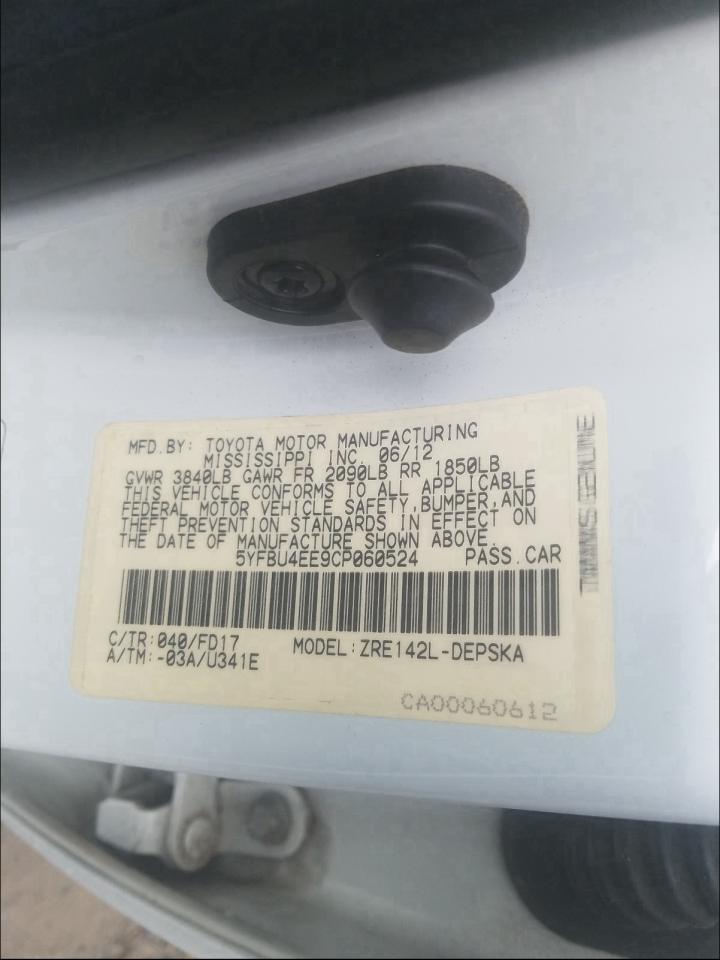 MFD.BY: TOYOTA MOTOR MANUFACTURING
MISSISSIPPI INC. 06/12
GVWR 3840LB GAWR FR 2090LB RR 1850LB
THIS VEHICLE CONFORMS TO ALL APPLICABLE
FEDERAL MOTOR VEHICLE SAFETY,BUMPER,AND
THEFT PREVENTION STANDARDS IN EFFECT ON
THE DATE OF MANUFACTURE SHOWN ABOVE.
5YFBU4EE9CP060524 PASS.CAR
C/TR:040/FD17 MODEL:ZRE142L-DEPSKA
A/TM:-03A/U341E
CA00060612